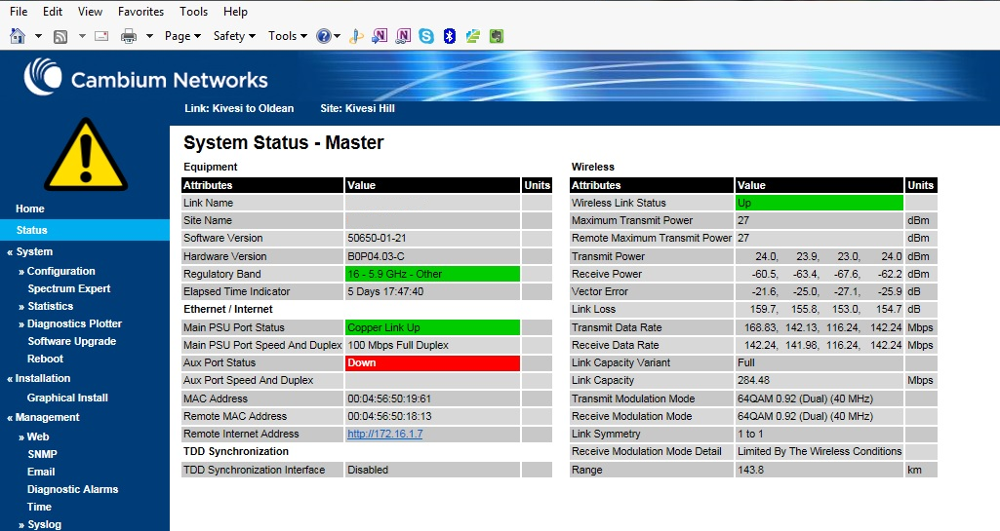 File Edit View Favorites Tools Help
Page Safety Tools
Cambium Networks
Link: Kivesi to Oldean Site: Kivesi Hill
Home
Status
« System
» Configuration
Spectrum Expert
» Statistics
» Diagnostics Plotter
Software Upgrade
Reboot
« Installation
Graphical Install
« Management
» Web
SNMP
Email
Diagnostic Alarms
Time
» Syslog
System Status - Master
Equipment
Attributes Value Units
Link Name
Site Name
Software Version 50650-01-21
Hardware Version B0P04.03-C
Regulatory Band 16 - 5.9 GHz - Other
Elapsed Time Indicator 5 Days 17:47:40
Ethernet / Internet
Main PSU Port Status Copper Link Up
Main PSU Port Speed And Duplex 100 Mbps Full Duplex
Aux Port Status Down
Aux Port Speed And Duplex
MAC Address 00:04:56:50:19:61
Remote MAC Address 00:04:56:50:18:13
Remote Internet Address http://172.16.1.7
TDD Synchronization
TDD Synchronization Interface Disabled
Wireless
Attributes Value Units
Wireless Link Status Up
Maximum Transmit Power 27 dBm
Remote Maximum Transmit Power 27 dBm
Transmit Power 24.0, 23.9, 23.0, 24.0 dBm
Receive Power -60.5, -63.4, -67.6, -62.2 dBm
Vector Error -21.6, -25.0, -27.1, -25.9 dB
Link Loss 159.7, 155.8, 153.0, 154.7 dB
Transmit Data Rate 168.83, 142.13, 116.24, 142.24 Mbps
Receive Data Rate 142.24, 141.98, 116.24, 142.24 Mbps
Link Capacity Variant Full
Link Capacity 284.48 Mbps
Transmit Modulation Mode 64QAM 0.92 (Dual) (40 MHz)
Receive Modulation Mode 64QAM 0.92 (Dual) (40 MHz)
Link Symmetry 1 to 1
Receive Modulation Mode Detail Limited By The Wireless Conditions
Range 143.8 km